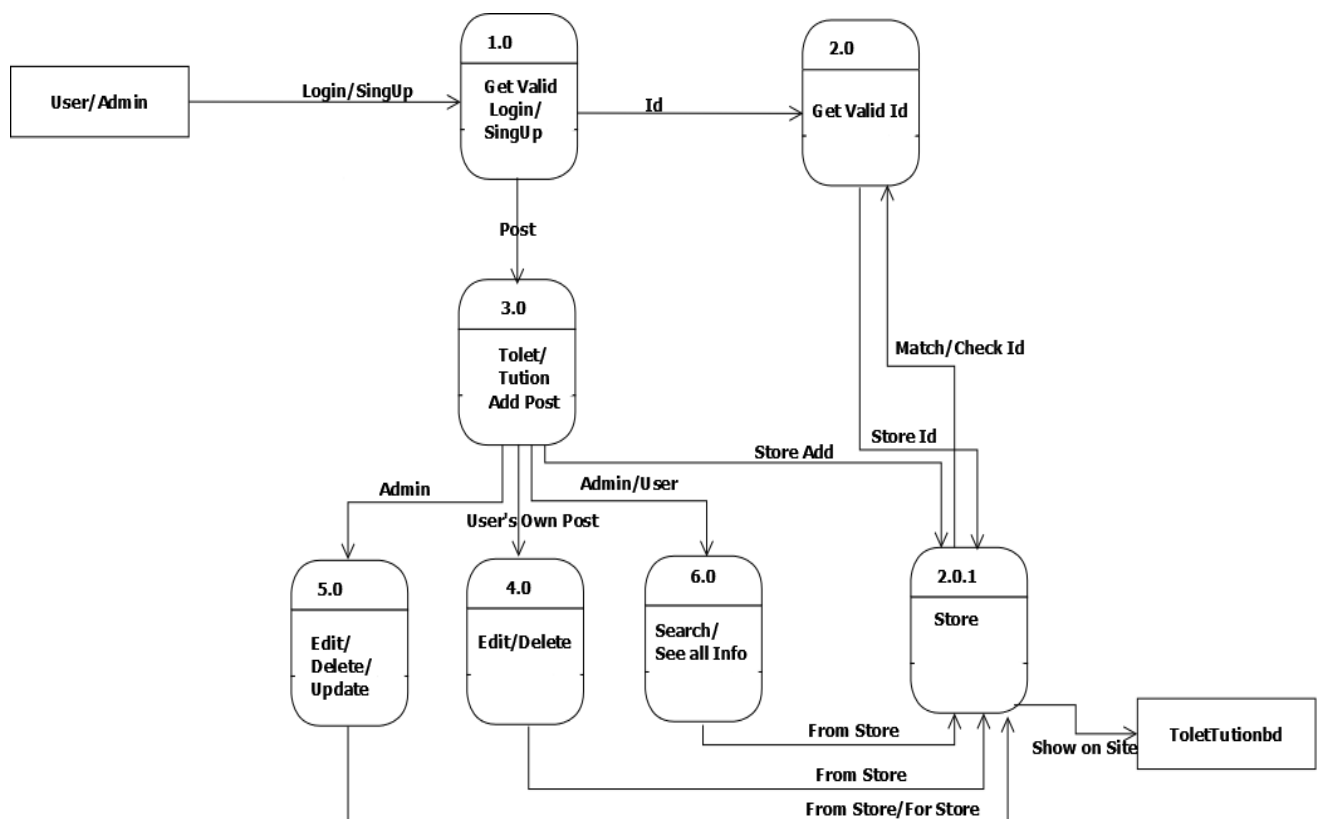 1.0
2.0
User/Admin
Login/SingUp
Get Valid
Login/
SingUp
Id
Get Valid Id
Post
3.0
Tolet/
Tution
Add Post
Match/Check Id
Store Id
Store Add
Admin
User's Own Post
Admin/User
5.0
4.0
6.0
2.0.1
Edit/
Delete/
Update
Edit/Delete
Search/
See all Info
Store
From Store
From Store
From Store/For Store
Show on Site
ToletTutionbd